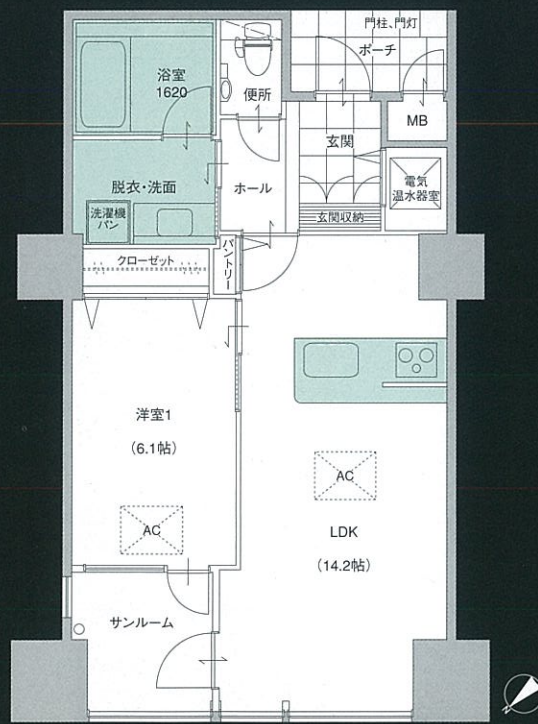 門柱、門灯
ポーチ
浴室
1620
便所
MB
玄関
脱衣・洗面
ホール
電気
温水器室
洗濯機
パン
玄関収納
クローゼット
パントリー
洋室1
(6.1帖)
AC
AC
LDK
(14.2帖)
サンルーム